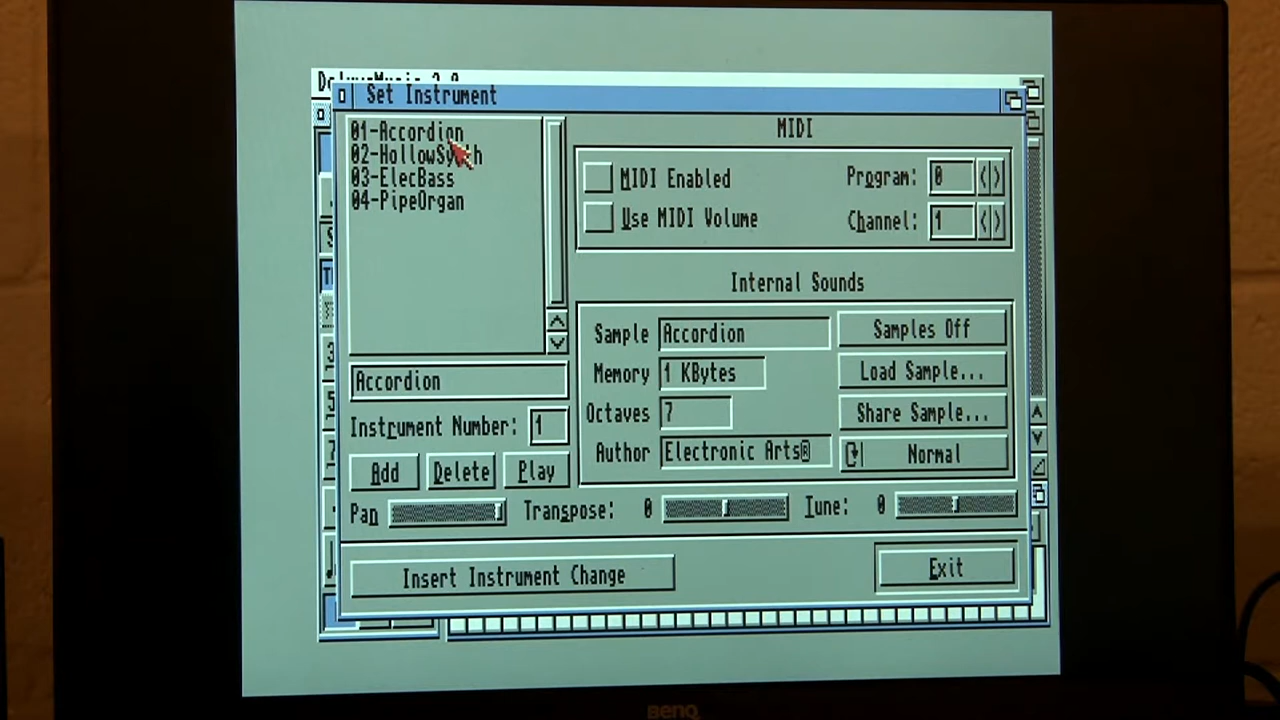 Set Instrument
01-Accordion
02-HollowSynth
03-ElecBass
04-PipeOrgan
Accordion
Instrument Number: 1
Add Delete Play
Pan
Transpose: 0
Tune: 0
Insert Instrument Change
Exit
MIDI
MIDI Enabled
Program: 0
Use MIDI Volume
Channel: 1
Internal Sounds
Sample Accordion
Samples Off
Memory 1 KBytes
Load Sample...
Octaves 7
Share Sample...
Author Electronic Arts®
Normal
BenQ